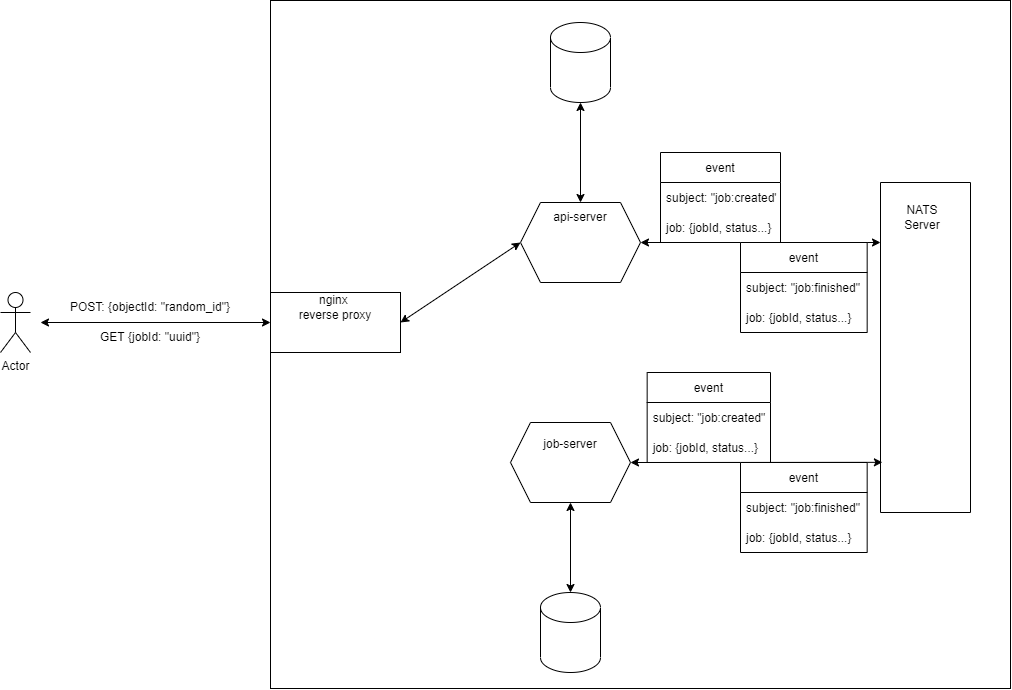 event
subject: "job:created"
job: {jobId, status...}
api-server
NATS
Server
event
subject: "job:finished"
job: {jobId, status...}
nginx
reverse proxy
POST: {objectId: "random_id"}
GET {jobId: "uuid"}
Actor
event
subject: "job:created"
job: {jobId, status...}
job-server
event
subject: "job:finished"
job: {jobId, status...}